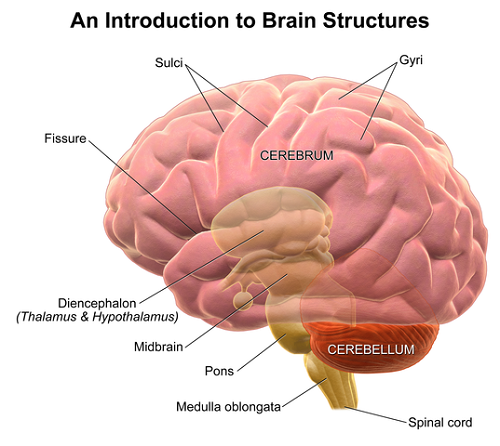 An Introduction to Brain Structures
Sulci
Gyri
Fissure
CEREBRUM
Diencephalon
(Thalamus & Hypothalamus)
Midbrain
CEREBELLUM
Pons
Medulla oblongata
Spinal cord